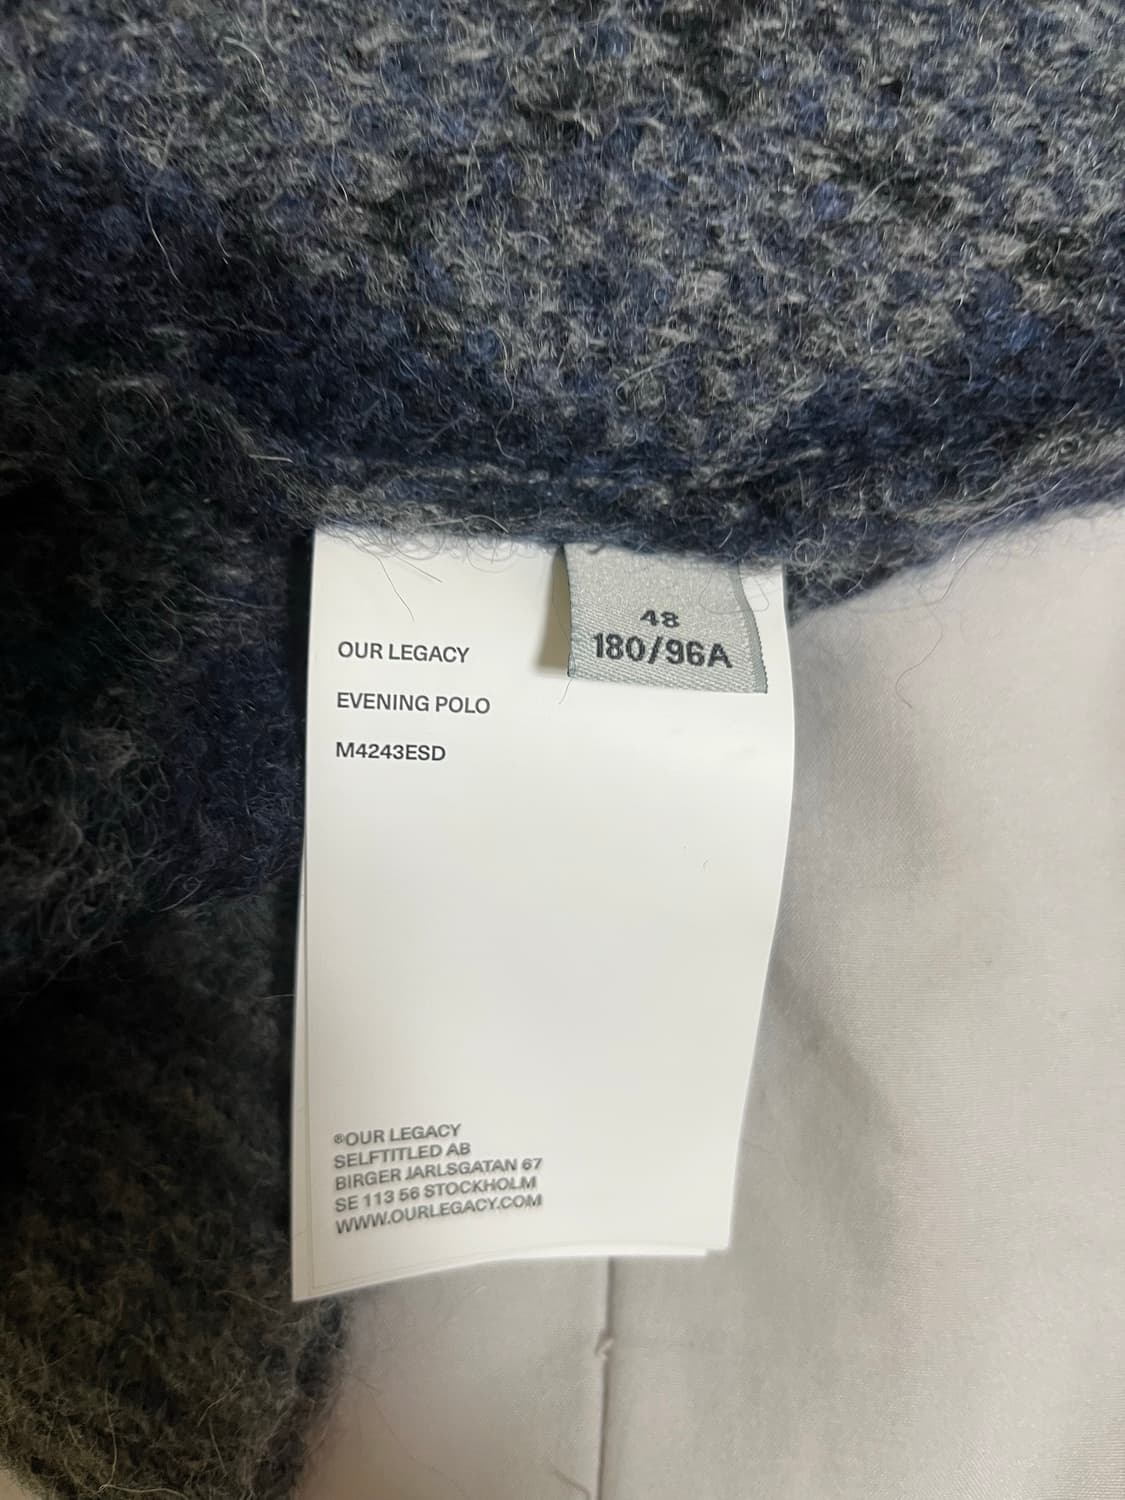 48
180/96A
OUR LEGACY
EVENING POLO
M4243ESD
®OUR LEGACY
SELFTITLED AB
BIRGER JARLSGATAN 67
SE 113 56 STOCKHOLM
WWW.OURLEGACY.COM